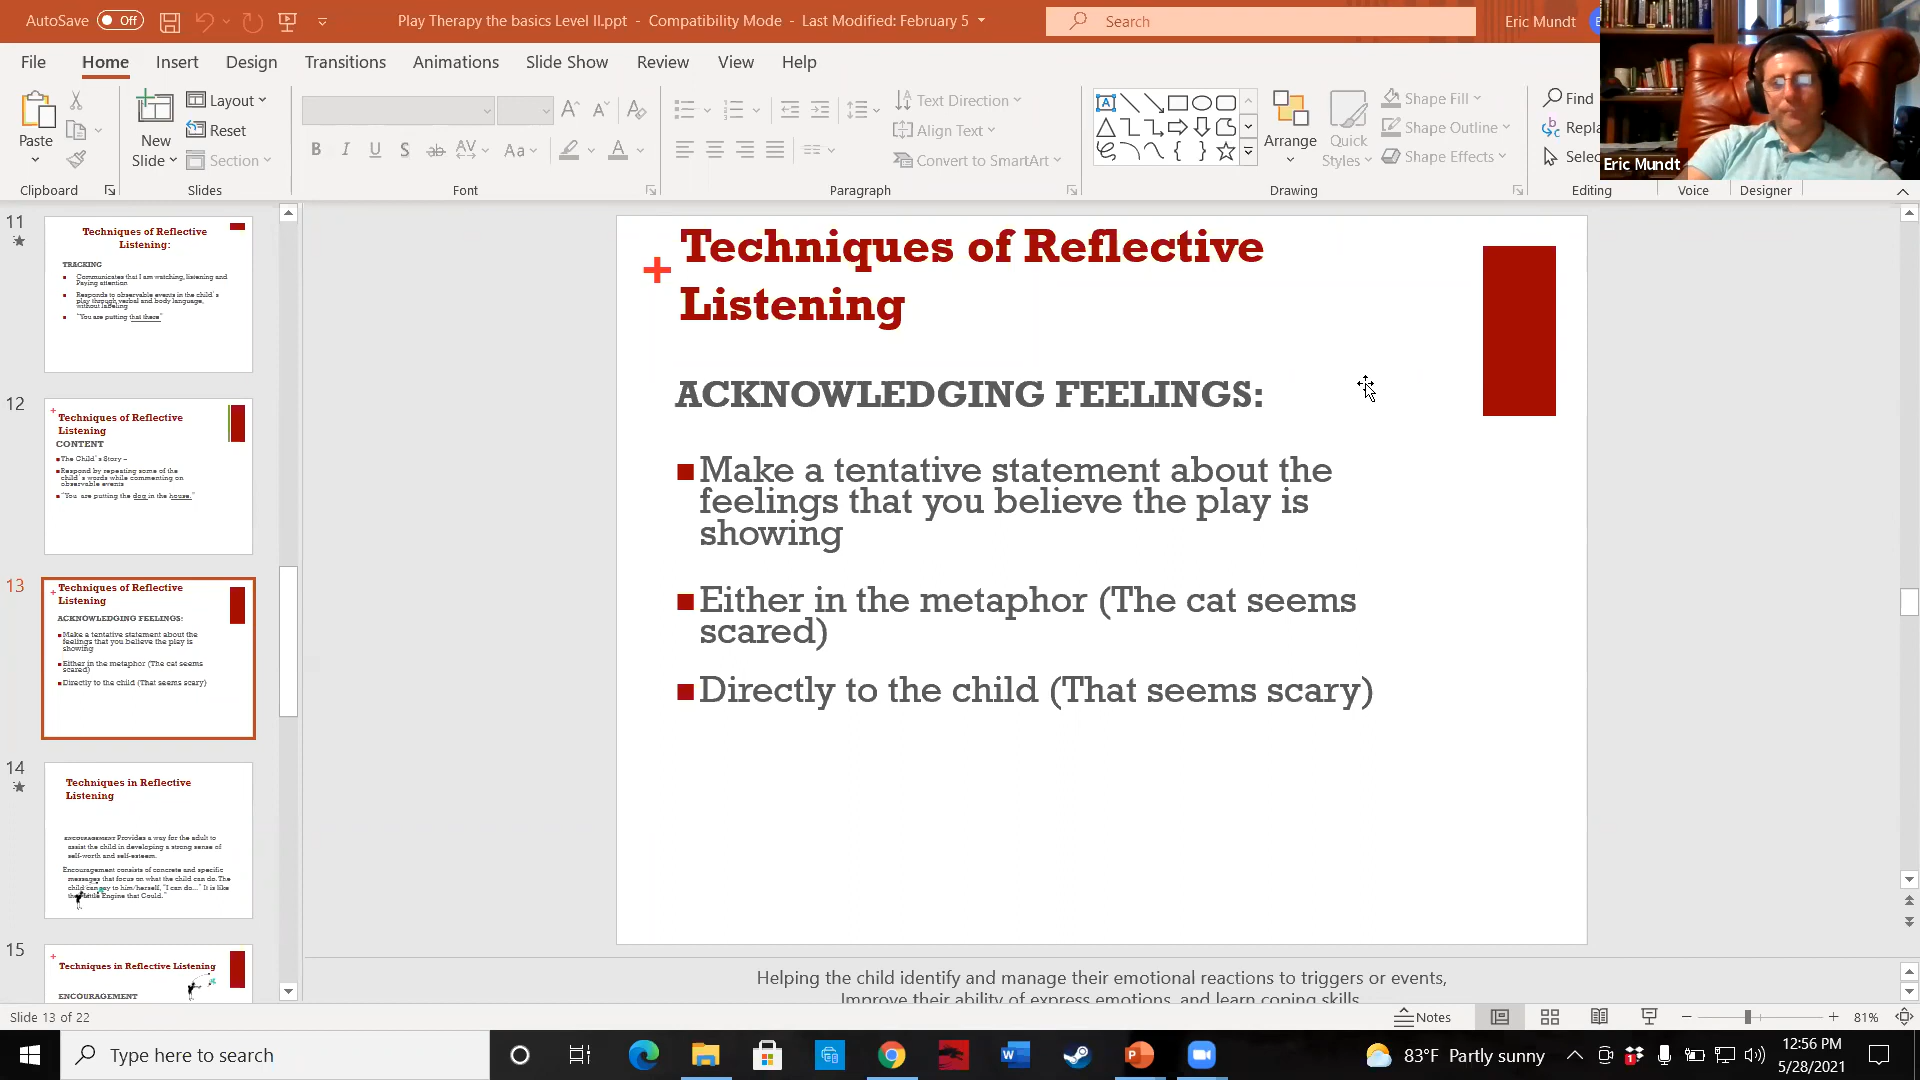 AutoSave Off Play Therapy the basics Level II.ppt - Compatibility Mode - Last Modified: February 5 Search Eric Mundt
File Home Insert Design Transitions Animations Slide Show Review View Help
Paste
New Slide
Layout
Reset
Section
Text Direction
Align Text
Convert to SmartArt
Arrange
Quick Styles
Shape Fill
Shape Outline
Shape Effects
Find
Repla
Selec
Eric Mundt
Clipboard Slides Font Paragraph Drawing Editing Voice Designer
11
Techniques of Reflective
Listening:
TRACKING
Communicates that I am watching, listening and
Paying attention
Responds to observable events in the child's
play through verbal and body language,
without labeling
"You are putting that there"
12
Techniques of Reflective
Listening
CONTENT
The Child's Story –
Respond by repeating some of the
child's words while commenting on
observable events
"You are putting the dog in the house."
13
Techniques of Reflective
Listening
ACKNOWLEDGING FEELINGS:
Make a tentative statement about the
feelings that you believe the play is
showing
Either in the metaphor (The cat seems
scared)
Directly to the child (That seems scary)
14
Techniques in Reflective
Listening
ENCOURAGEMENT Provides a way for the adult to
assist the child in developing a strong sense of
self-worth and self-esteem.
Encouragement consists of concrete and specific
messages that focus on what the child can do. The
child can say to him/herself, "I can do..." It is like
the Little Engine that Could."
15
Techniques in Reflective Listening
ENCOURAGEMENT
+ Techniques of Reflective
Listening
ACKNOWLEDGING FEELINGS:
Make a tentative statement about the
feelings that you believe the play is
showing
Either in the metaphor (The cat seems
scared)
Directly to the child (That seems scary)
Helping the child identify and manage their emotional reactions to triggers or events,
Improve their ability of express emotions, and learn coping skills
Slide 13 of 22 Notes 81%
Type here to search 83°F Partly sunny 12:56 PM
5/28/2021